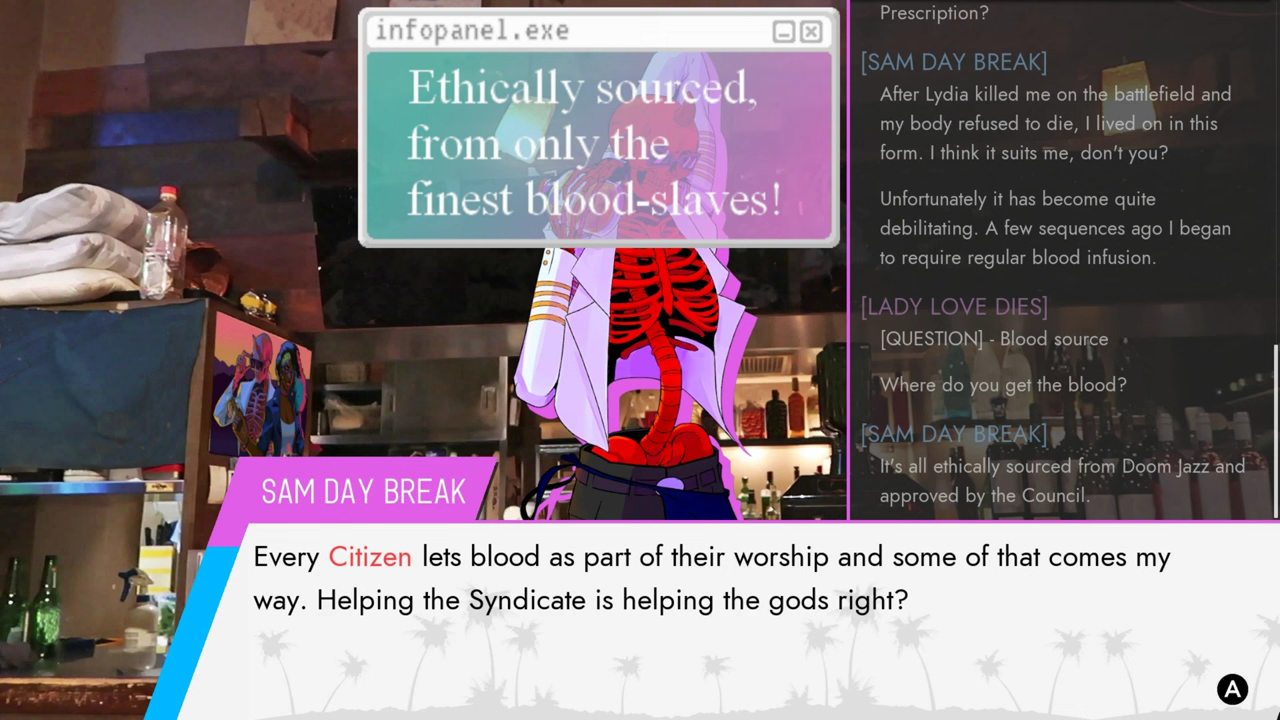 infopanel.exe
Ethically sourced,
from only the
finest blood-slaves!
Prescription?
[SAM DAY BREAK]
After Lydia killed me on the battlefield and
my body refused to die, I lived on in this
form. I think it suits me, don't you?
Unfortunately it has become quite
debilitating. A few sequences ago I began
to require regular blood infusion.
[LADY LOVE DIES]
[QUESTION] - Blood source
Where do you get the blood?
[SAM DAY BREAK]
It's all ethically sourced from Doom Jazz and
approved by the Council.
SAM DAY BREAK
Every Citizen lets blood as part of their worship and some of that comes my
way. Helping the Syndicate is helping the gods right?
A